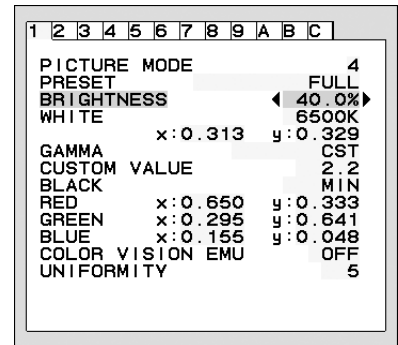 1 2 3 4 5 6 7 8 9 A B C
PICTURE MODE 4
PRESET FULL
BRIGHTNESS 40.0%
WHITE 6500K
x:0.313 y:0.329
GAMMA CST
CUSTOM VALUE 2.2
BLACK MIN
RED x:0.650 y:0.333
GREEN x:0.295 y:0.641
BLUE x:0.155 y:0.048
COLOR VISION EMU OFF
UNIFORMITY 5